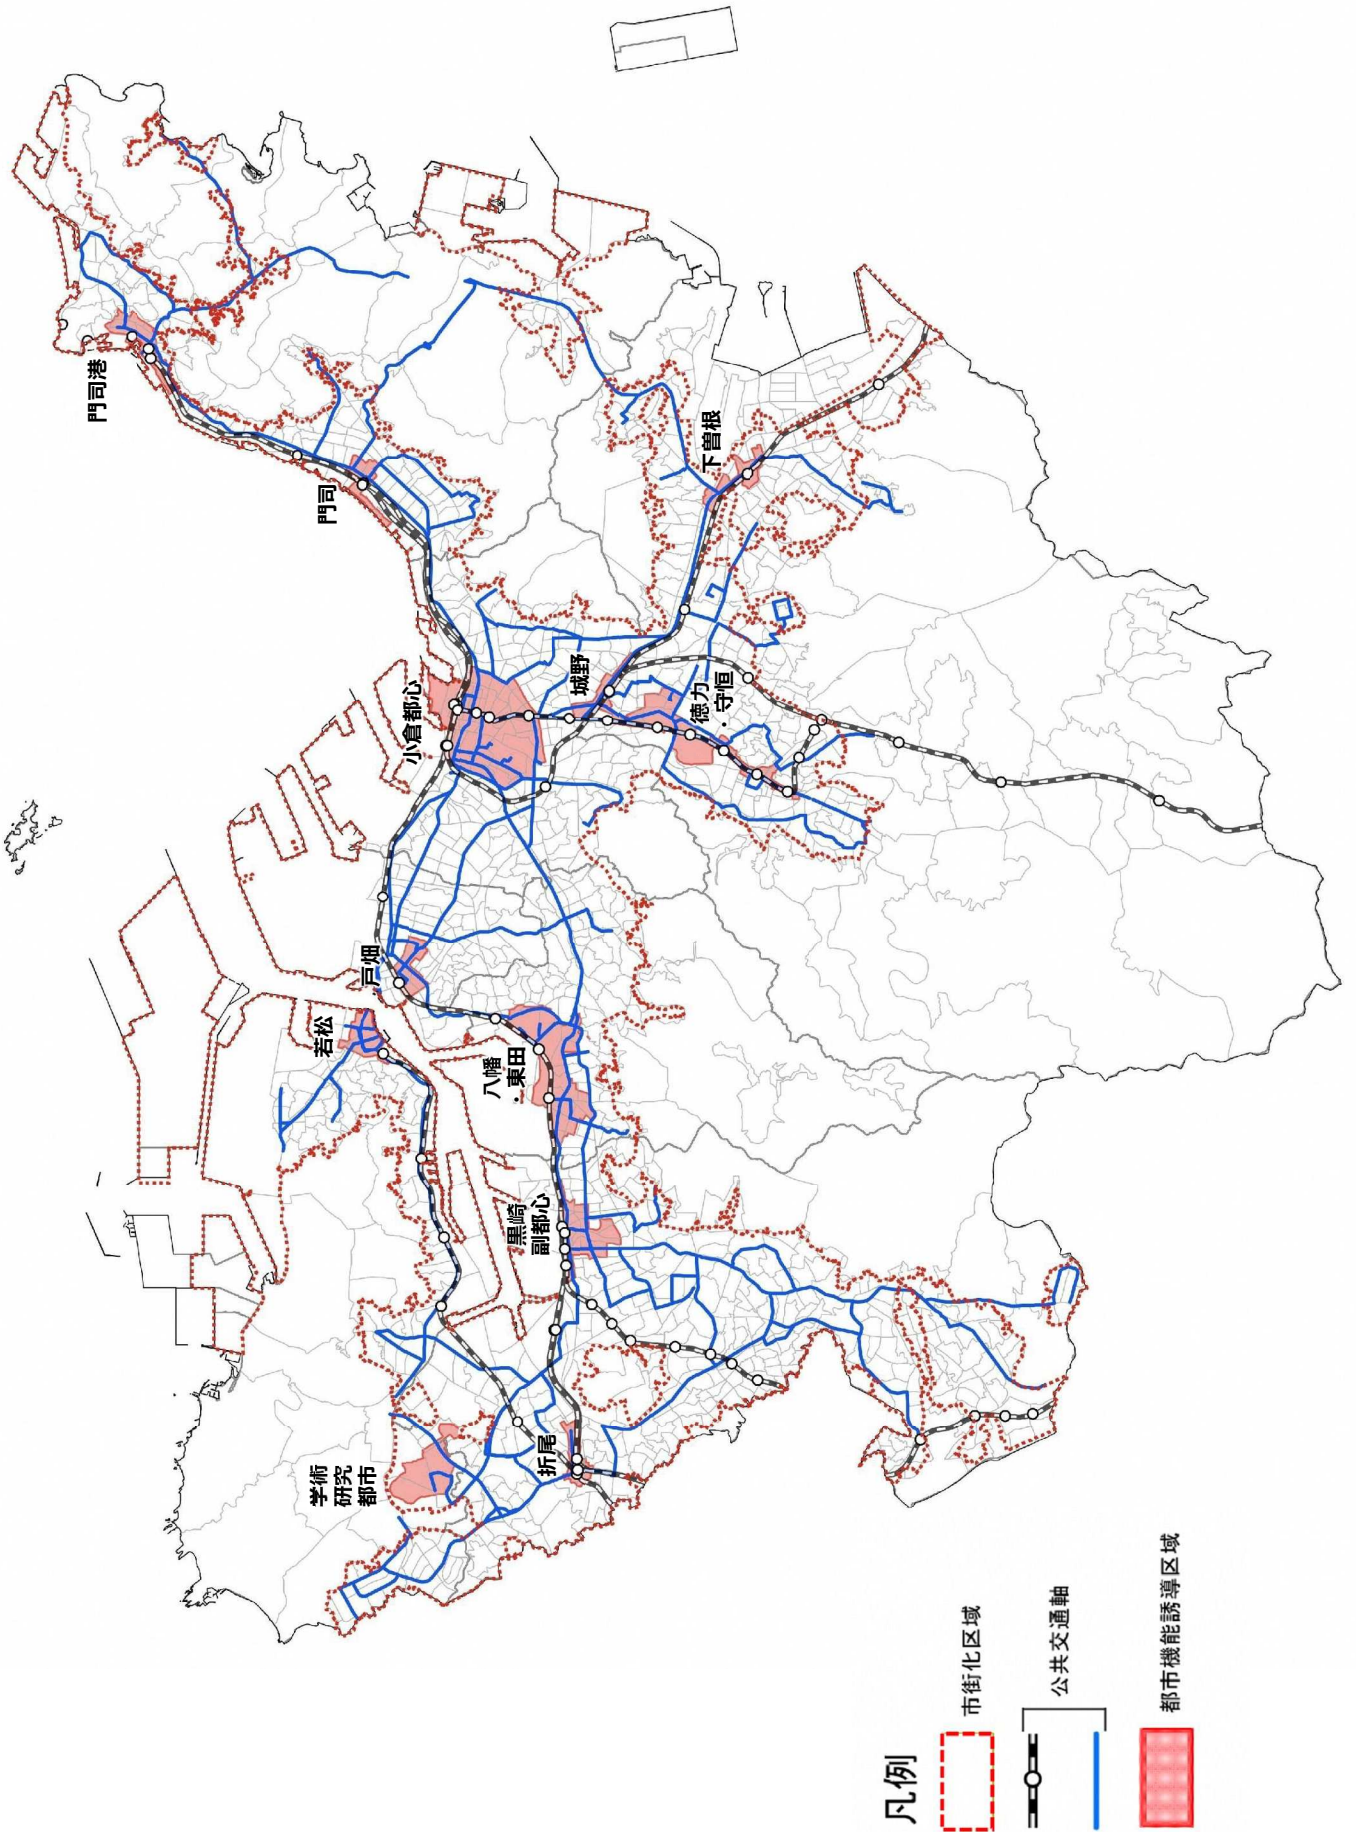 門司港
門司
下曽根
小倉都心
城野
徳力
・守恒
戸畑
若松
八幡
・東田
黒崎
副都心
折尾
学術
研究
都市
凡例
市街化区域
公共交通軸
都市機能誘導区域